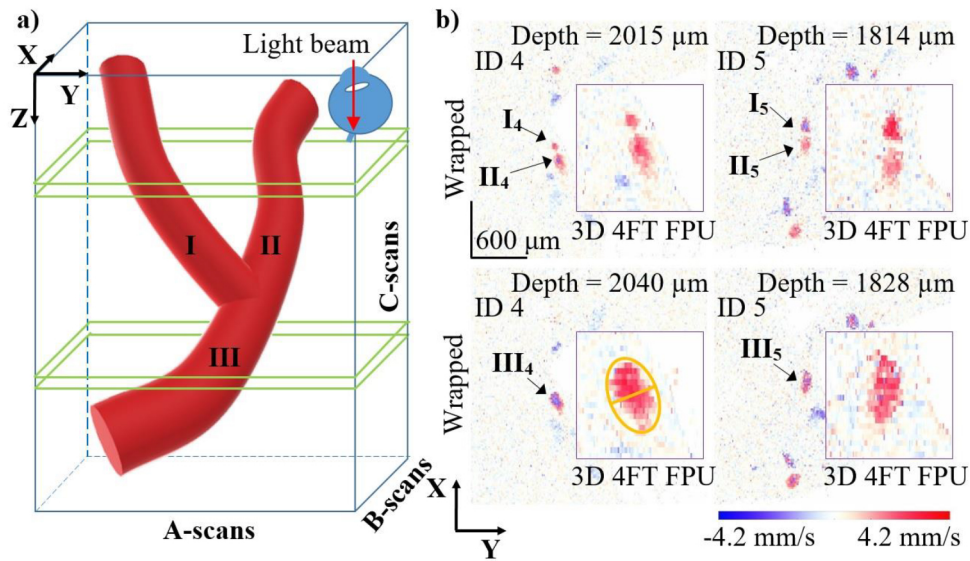 a)
X
Y
Z
Light beam
I
II
III
C-scans
B-scans
A-scans
b)
Wrapped
Depth = 2015 µm
ID 4
I4
II4
3D 4FT FPU
600 µm
Depth = 1814 µm
ID 5
I5
II5
3D 4FT FPU
Wrapped
Depth = 2040 µm
ID 4
III4
3D 4FT FPU
Depth = 1828 µm
ID 5
III5
3D 4FT FPU
X
Y
-4.2 mm/s
4.2 mm/s